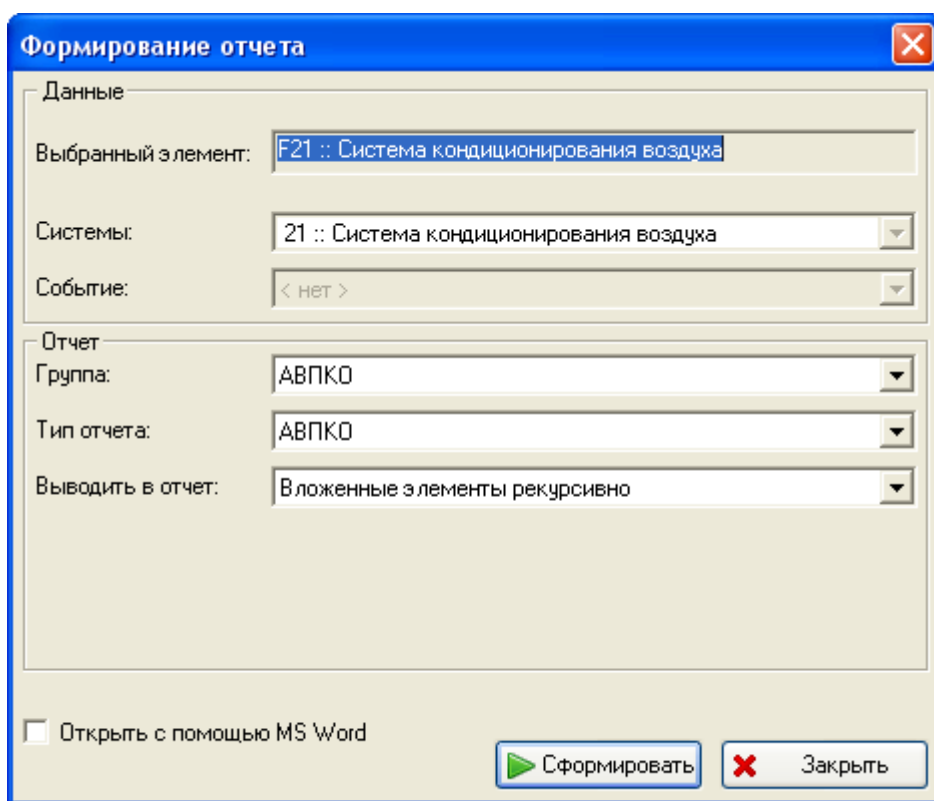 Формирование отчета
Данные
Выбранный элемент: F21 :: Система кондиционирования воздуха
Системы: 21 :: Система кондиционирования воздуха
Событие: < нет >
Отчет
Группа: АВПКО
Тип отчета: АВПКО
Выводить в отчет: Вложенные элементы рекурсивно
Открыть с помощью MS Word
Сформировать Закрыть